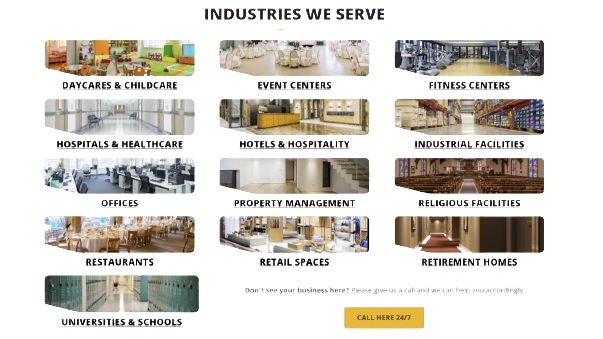 INDUSTRIES WE SERVE
DAYCARES & CHILDCARE
EVENT CENTERS
FITNESS CENTERS
HOSPITALS & HEALTHCARE
HOTELS & HOSPITALITY
INDUSTRIAL FACILITIES
OFFICES
PROPERTY MANAGEMENT
RELIGIOUS FACILITIES
RESTAURANTS
RETAIL SPACES
RETIREMENT HOMES
UNIVERSITIES & SCHOOLS
Don't see your business here? Please give us a call and we can help you accordingly.
CALL HERE 24/7